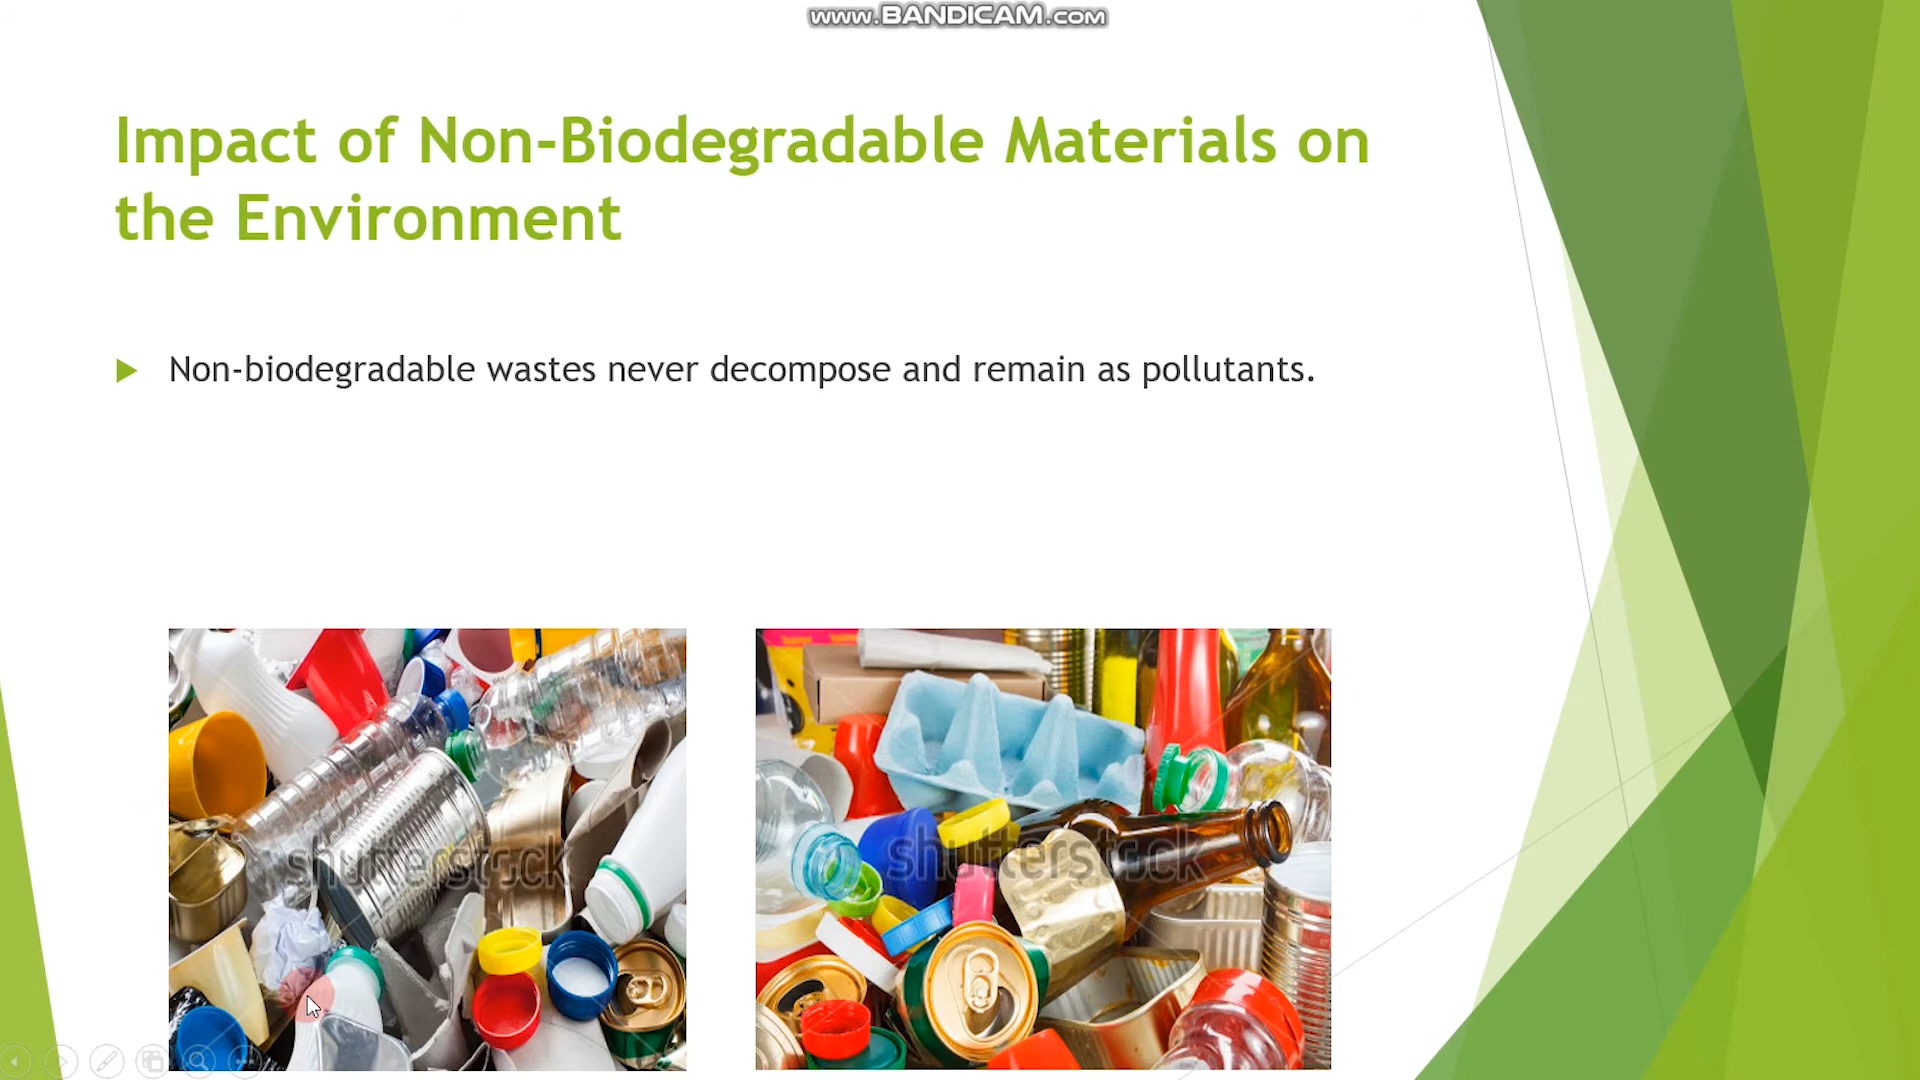 www.BANDICAM.com
Impact of Non-Biodegradable Materials on
the Environment
Non-biodegradable wastes never decompose and remain as pollutants.
shutterstock
shutterstock